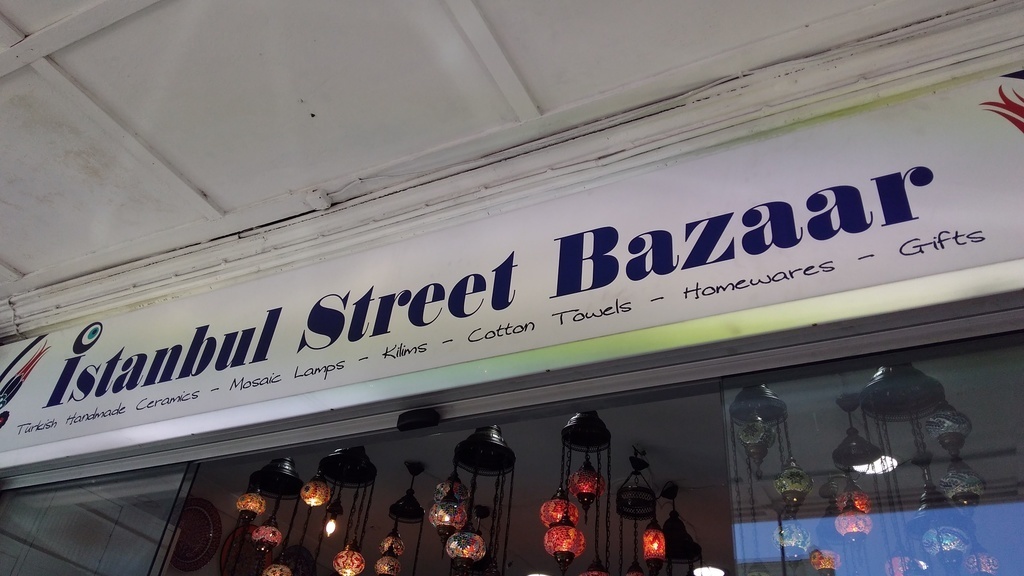 İstanbul Street Bazaar
Turkish Handmade Ceramics - Mosaic Lamps - Kilims - Cotton Towels - Homewares - Gifts